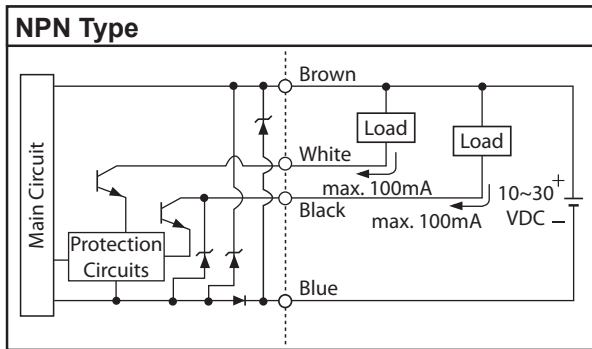 NPN Type
Main Circuit
Protection
Circuits
Brown
White
Black
Blue
Load
max. 100mA
Load
max. 100mA
10~30
VDC
+
−